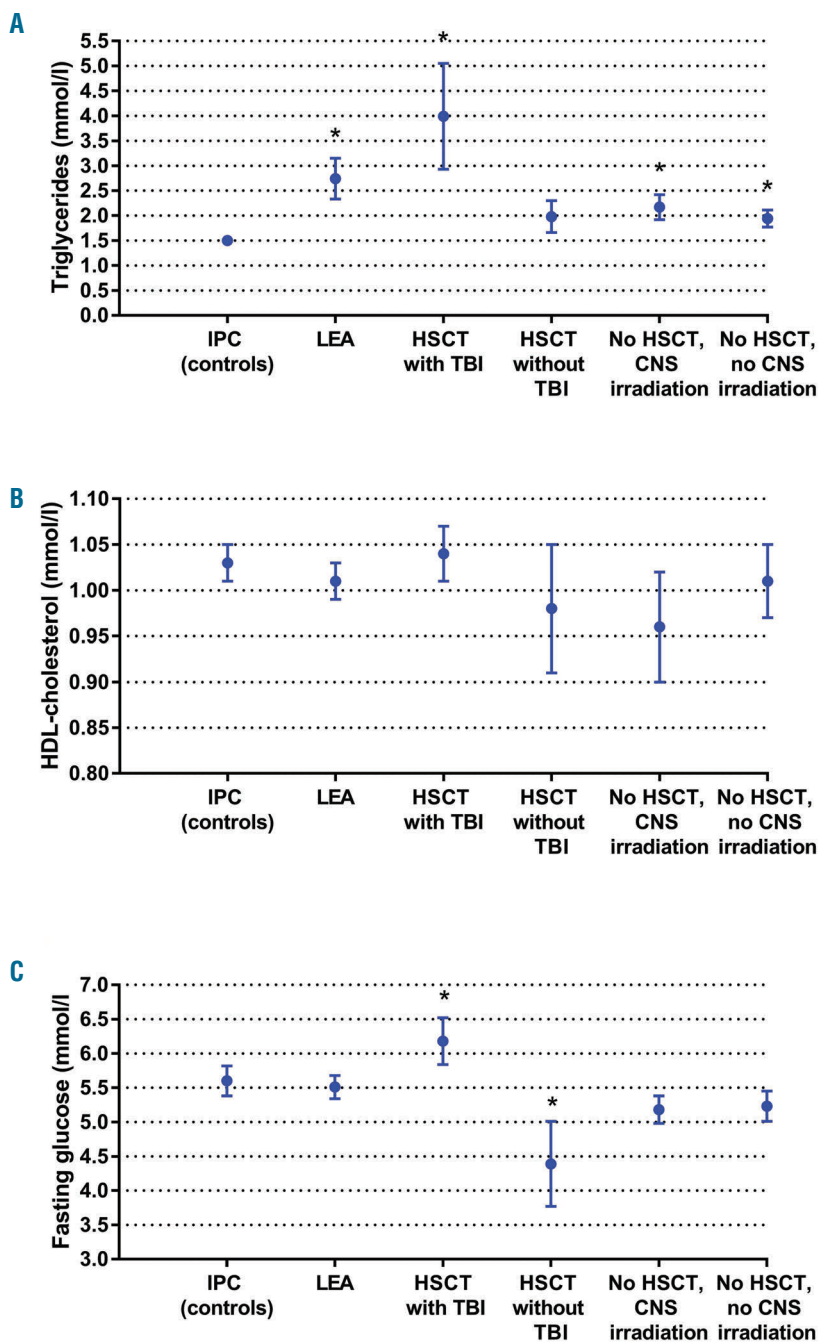 A
Triglycerides (mmol/l)
5.5
5.0
4.5
4.0
3.5
3.0
2.5
2.0
1.5
1.0
0.5
0.0
*
*
*
*
IPC
(controls)
LEA
HSCT
with TBI
HSCT
without
TBI
No HSCT,
CNS
irradiation
No HSCT,
no CNS
irradiation
B
HDL-cholesterol (mmol/l)
1.10
1.05
1.00
0.95
0.90
0.85
0.80
IPC
(controls)
LEA
HSCT
with TBI
HSCT
without
TBI
No HSCT,
CNS
irradiation
No HSCT,
no CNS
irradiation
C
Fasting glucose (mmol/l
7.0
6.5
6.0
5.5
5.0
4.5
4.0
3.5
3.0
*
*
IPC
(controls)
LEA
HSCT
with TBI
HSCT
without
TBI
No HSCT,
CNS
irradiation
No HSCT,
no CNS
irradiation